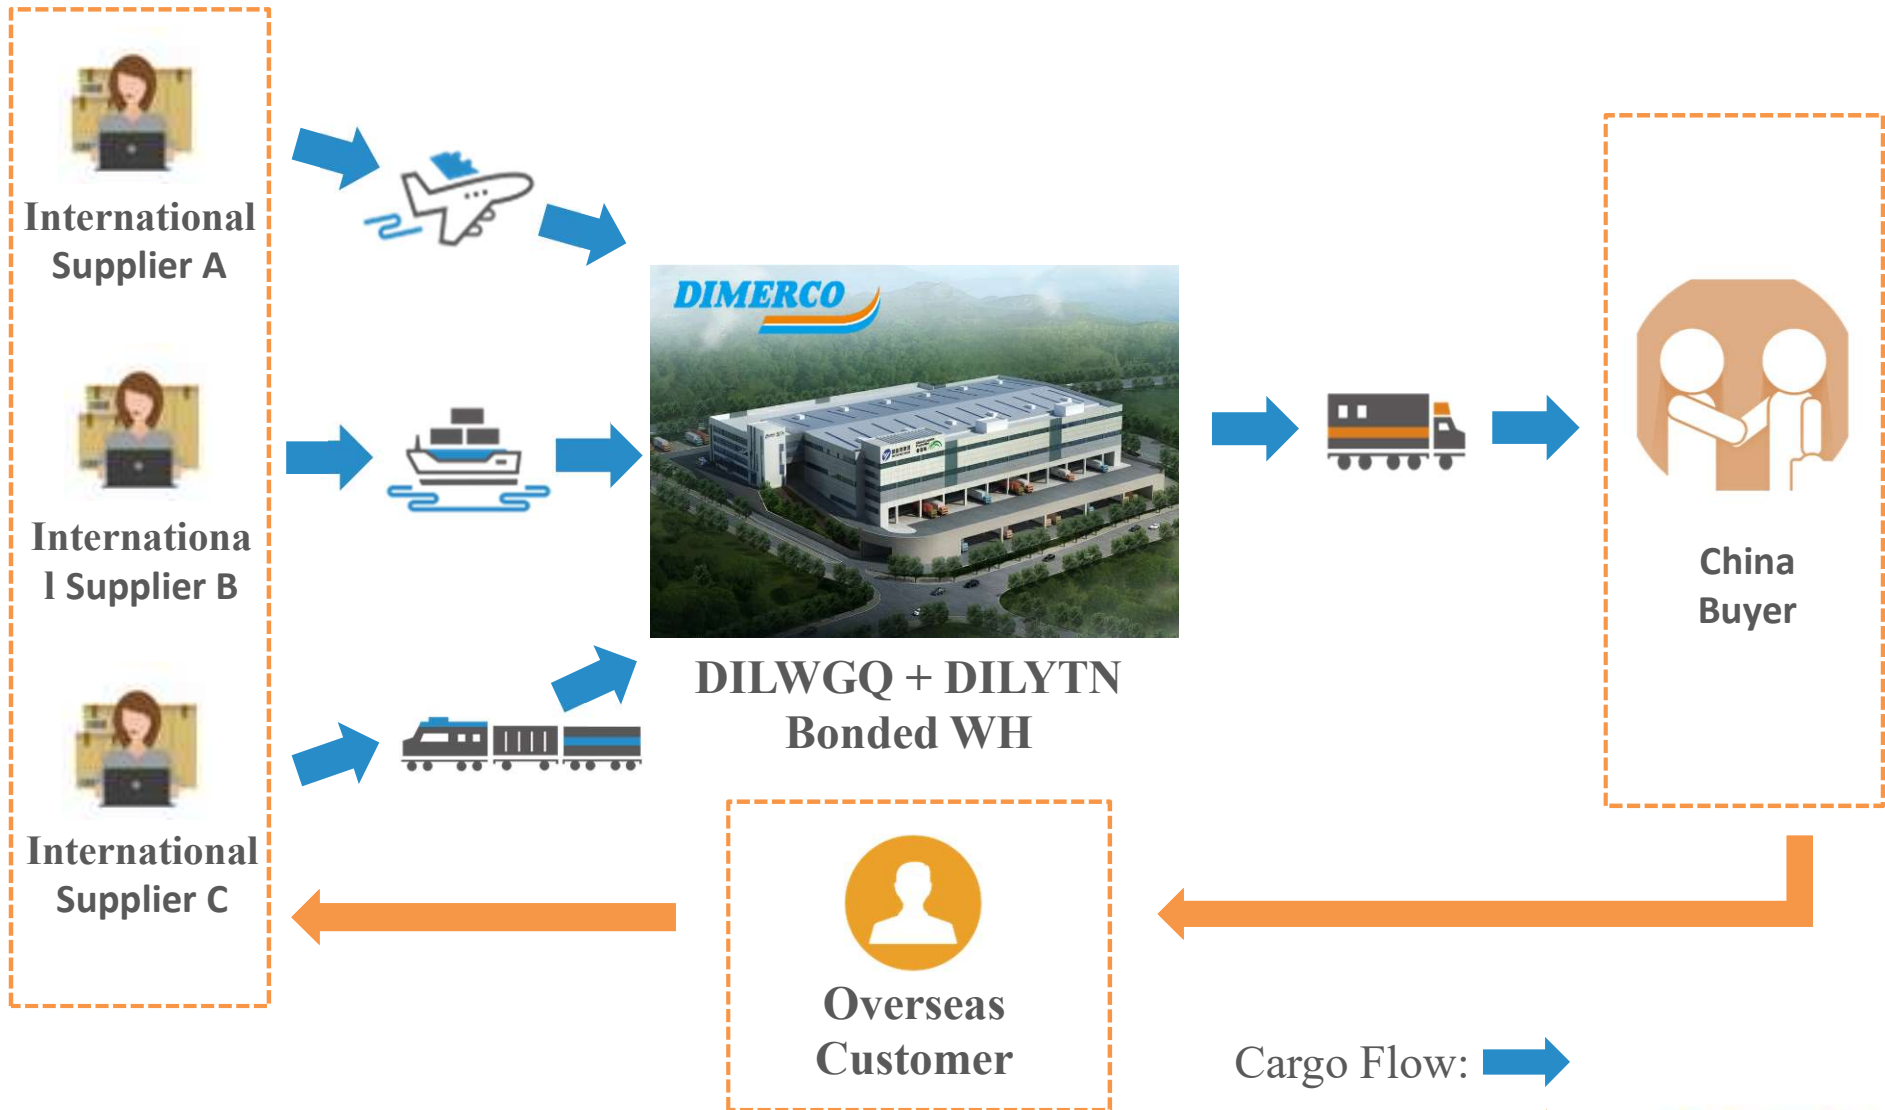 International
Supplier A
Internationa
l Supplier B
International
Supplier C
DIMERCO
DILWGQ + DILYTN
Bonded WH
China
Buyer
Overseas
Customer
Cargo Flow: